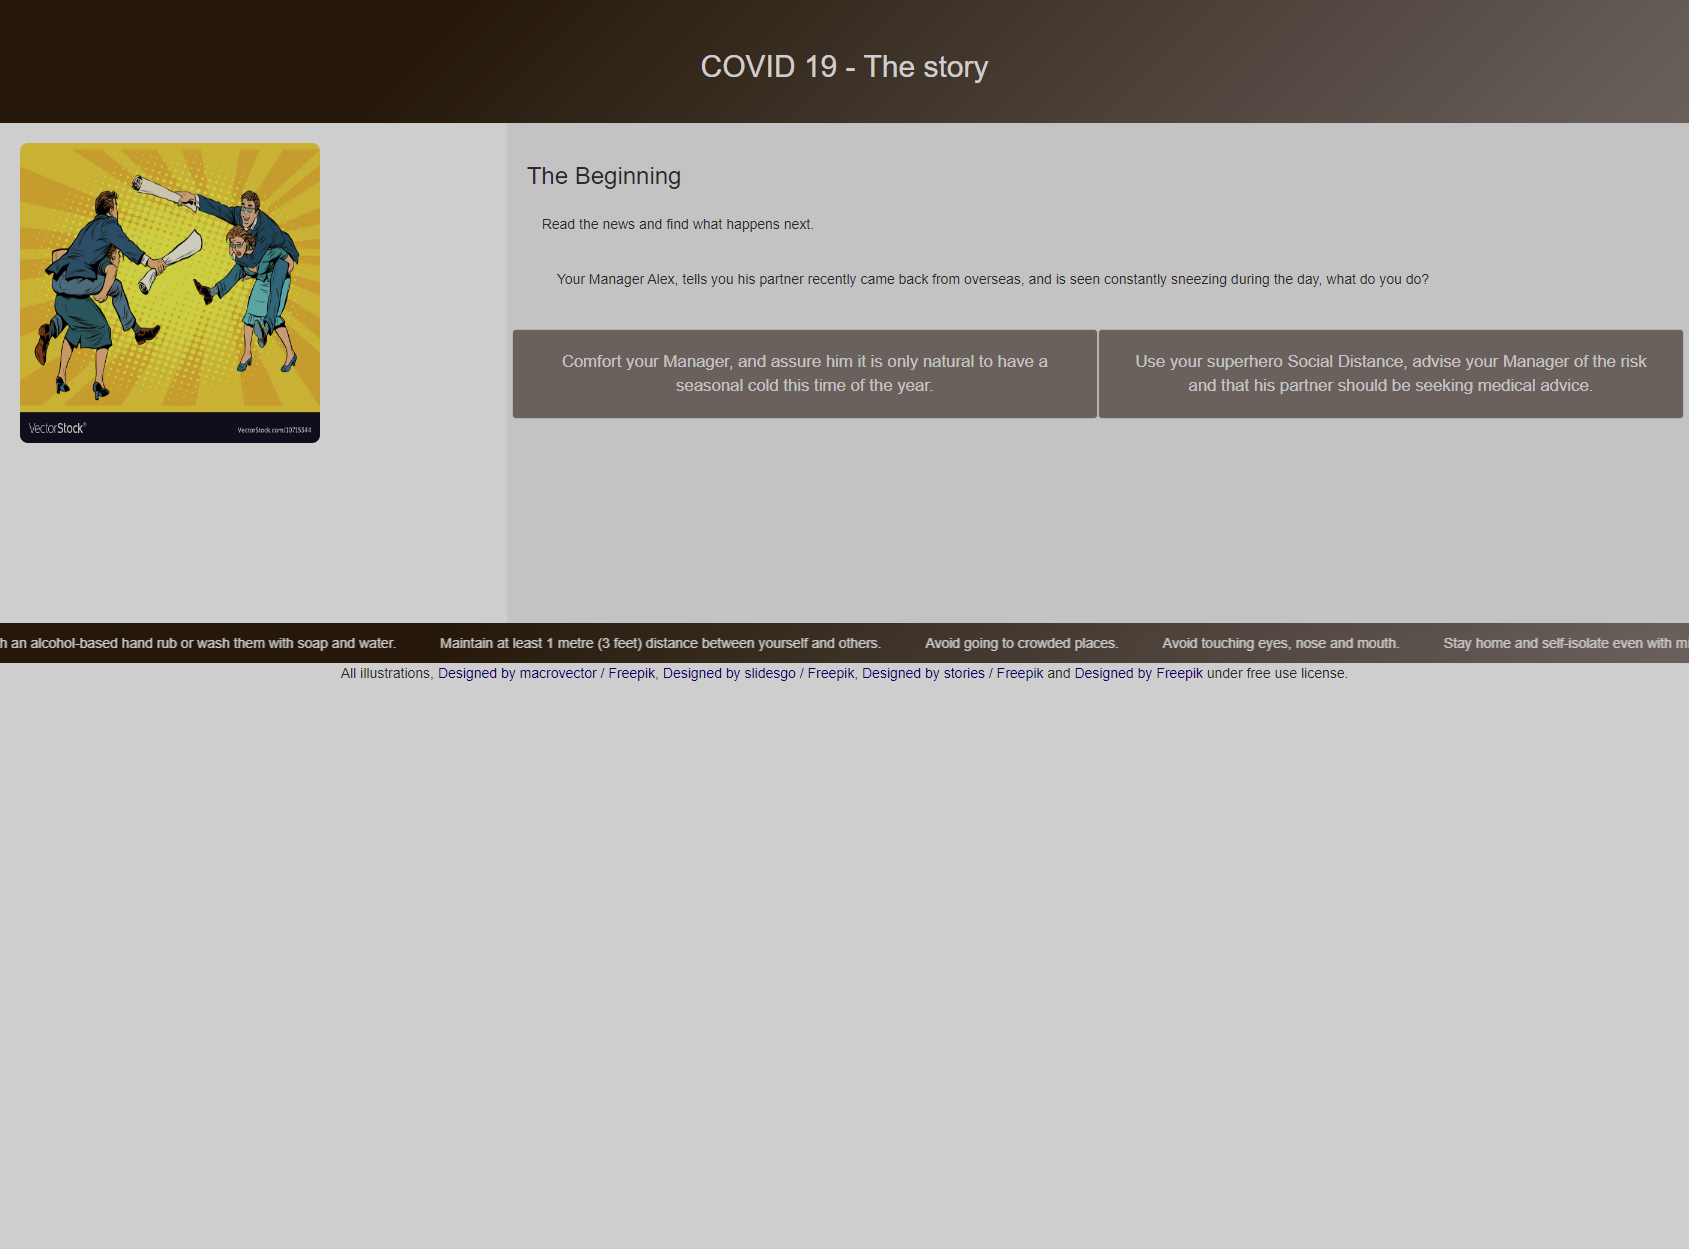 COVID 19 - The story
VectorStock®
VectorStock.com/10715344
The Beginning
Read the news and find what happens next.
Your Manager Alex, tells you his partner recently came back from overseas, and is seen constantly sneezing during the day, what do you do?
Comfort your Manager, and assure him it is only natural to have a
seasonal cold this time of the year.
Use your superhero Social Distance, advise your Manager of the risk
and that his partner should be seeking medical advice.
h an alcohol-based hand rub or wash them with soap and water. Maintain at least 1 metre (3 feet) distance between yourself and others. Avoid going to crowded places. Avoid touching eyes, nose and mouth. Stay home and self-isolate even with mi
All illustrations, Designed by macrovector / Freepik, Designed by slidesgo / Freepik, Designed by stories / Freepik and Designed by Freepik under free use license.